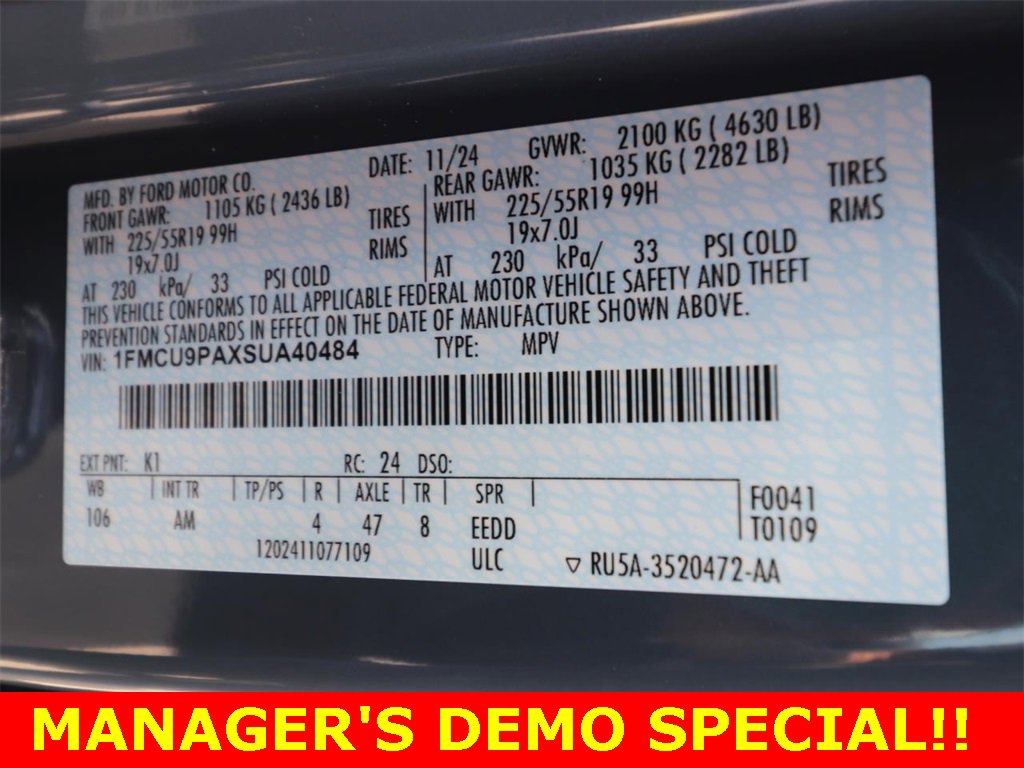 MFD. BY FORD MOTOR CO. DATE: 11/24 GVWR: 2100 KG ( 4630 LB)
FRONT GAWR: 1105 KG ( 2436 LB) REAR GAWR: 1035 KG ( 2282 LB)
WITH 225/55R19 99H TIRES WITH 225/55R19 99H TIRES
19x7.0J RIMS 19x7.0J RIMS
AT 230 kPa/ 33 PSI COLD AT 230 kPa/ 33 PSI COLD
THIS VEHICLE CONFORMS TO ALL APPLICABLE FEDERAL MOTOR VEHICLE SAFETY AND THEFT
PREVENTION STANDARDS IN EFFECT ON THE DATE OF MANUFACTURE SHOWN ABOVE.
VIN: 1FMCU9PAXSUA40484 TYPE: MPV
EXT PNT: K1 RC: 24 DSO:
WB INT TR TP/PS R AXLE TR SPR F0041
106 AM 4 47 8 EEDD T0109
1202411077109 ULC RU5A-3520472-AA
MANAGER'S DEMO SPECIAL!!